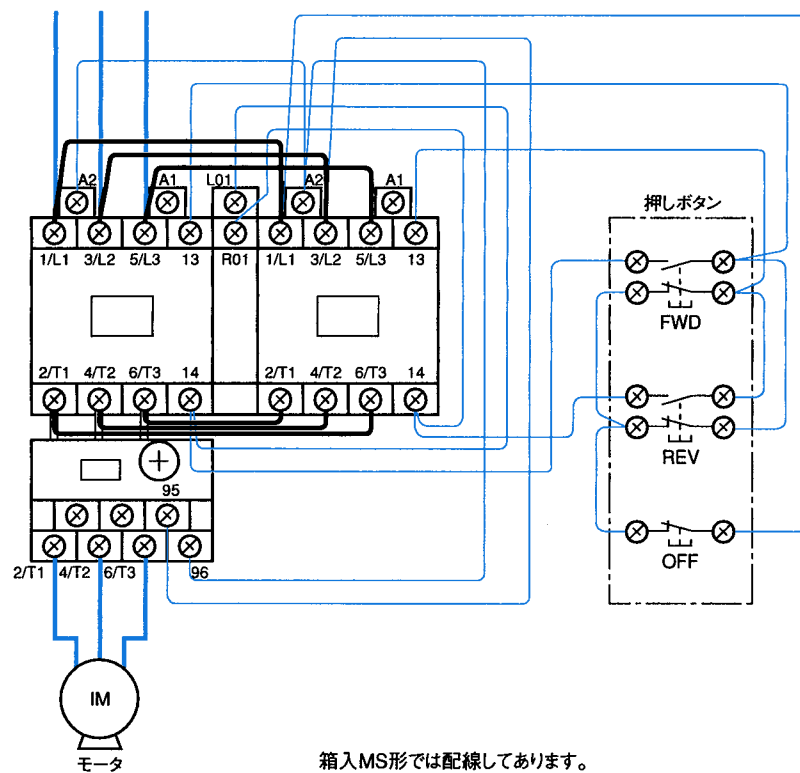 A2 A1 L01 A2 A1
押しボタン
1/L1 3/L2 5/L3 13 R01 1/L1 3/L2 5/L3 13
FWD
2/T1 4/T2 6/T3 14 2/T1 4/T2 6/T3 14
REV
95
OFF
2/T1 4/T2 6/T3 96
IM
モータ
箱入MS形では配線してあります。